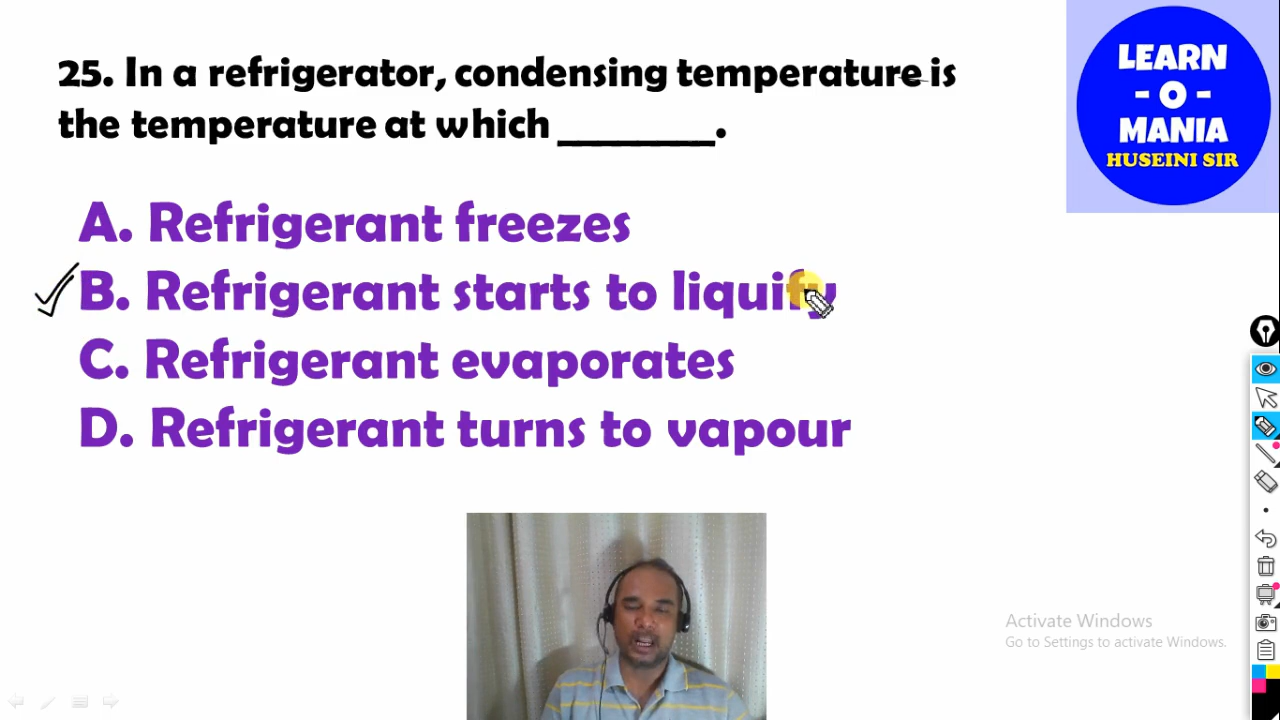 25. In a refrigerator, condensing temperature is
the temperature at which ________.
A. Refrigerant freezes
B. Refrigerant starts to liquify
C. Refrigerant evaporates
D. Refrigerant turns to vapour
LEARN
- O -
MANIA
HUSEINI SIR
Activate Windows
Go to Settings to activate Windows.